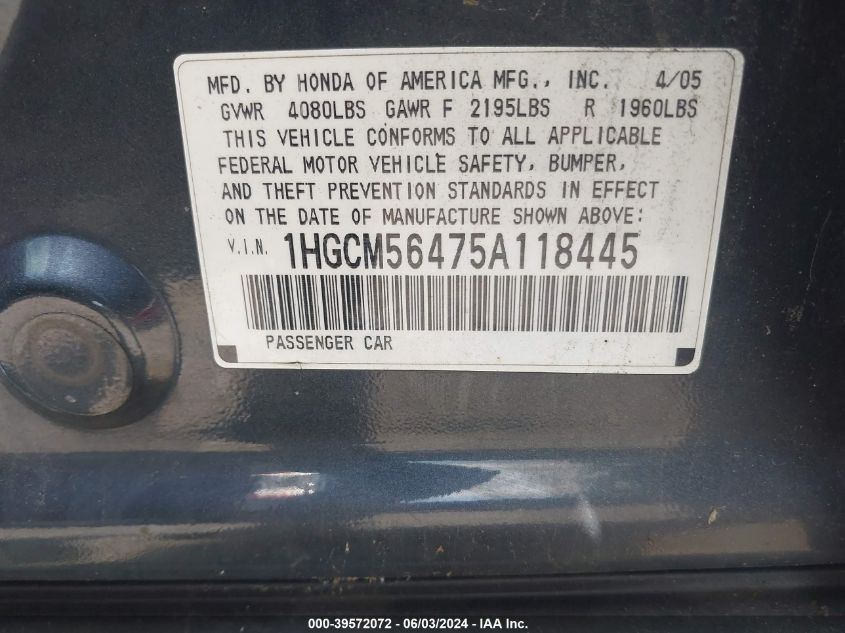 MFD. BY HONDA OF AMERICA MFG., INC. 4/05
GVWR 4080LBS GAWR F 2195LBS R 1960LBS
THIS VEHICLE CONFORMS TO ALL APPLICABLE
FEDERAL MOTOR VEHICLE SAFETY, BUMPER,
AND THEFT PREVENTION STANDARDS IN EFFECT
ON THE DATE OF MANUFACTURE SHOWN ABOVE:
V.I.N. 1HGCM56475A118445
PASSENGER CAR
000-39572072 - 06/03/2024 - IAA Inc.